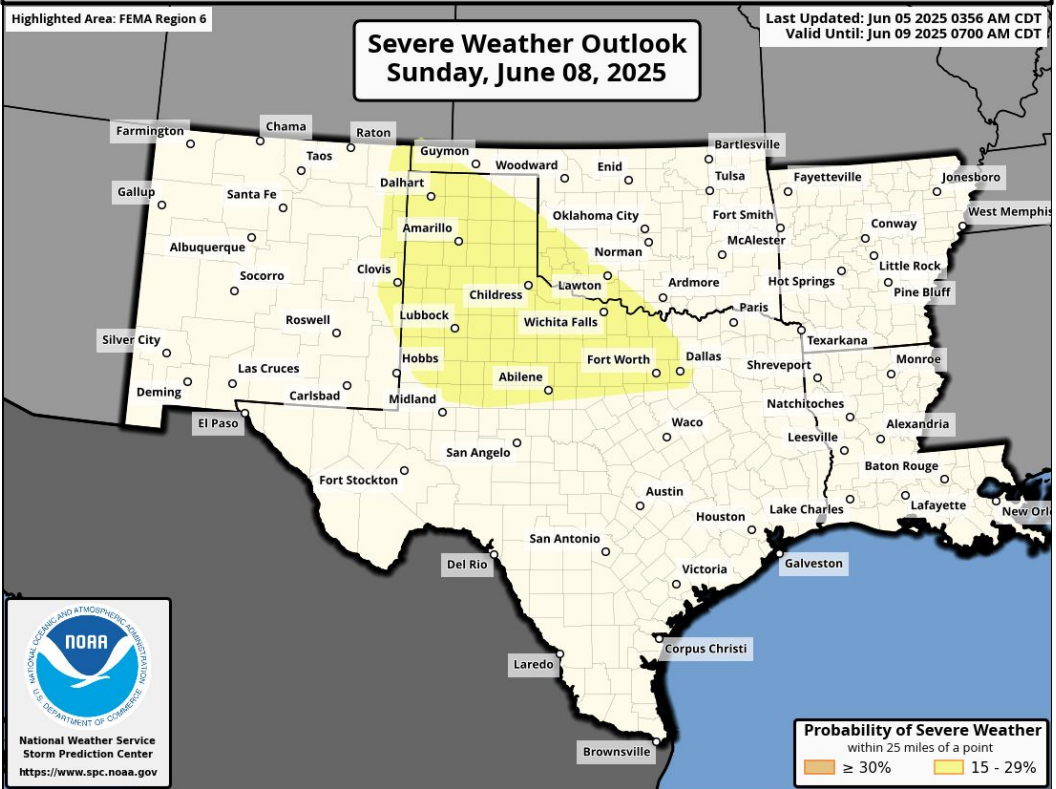 Highlighted Area: FEMA Region 6
Last Updated: Jun 05 2025 0356 AM CDT
Valid Until: Jun 09 2025 0700 AM CDT
Severe Weather Outlook
Sunday, June 08, 2025
Farmington
Chama
Raton
Taos
Guymon
Woodward
Enid
Bartlesville
Gallup
Santa Fe
Dalhart
Tulsa
Fayetteville
Jonesboro
Albuquerque
Amarillo
Oklahoma City
Norman
Fort Smith
McAlester
Conway
West Memphis
Socorro
Clovis
Childress
Lawton
Ardmore
Hot Springs
Little Rock
Pine Bluff
Roswell
Lubbock
Wichita Falls
Paris
Texarkana
Silver City
Las Cruces
Hobbs
Fort Worth
Dallas
Shreveport
Monroe
Deming
Carlsbad
Midland
Abilene
Natchitoches
El Paso
San Angelo
Waco
Leesville
Alexandria
Fort Stockton
Austin
Baton Rouge
Houston
Lake Charles
Lafayette
New Orl
San Antonio
Del Rio
Victoria
Galveston
Laredo
Corpus Christi
Brownsville
NATIONAL OCEANIC AND ATMOSPHERIC ADMINISTRATION
NOAA
U.S. DEPARTMENT OF COMMERCE
National Weather Service
Storm Prediction Center
https://www.spc.noaa.gov
Probability of Severe Weather
within 25 miles of a point
≥ 30%
15 - 29%